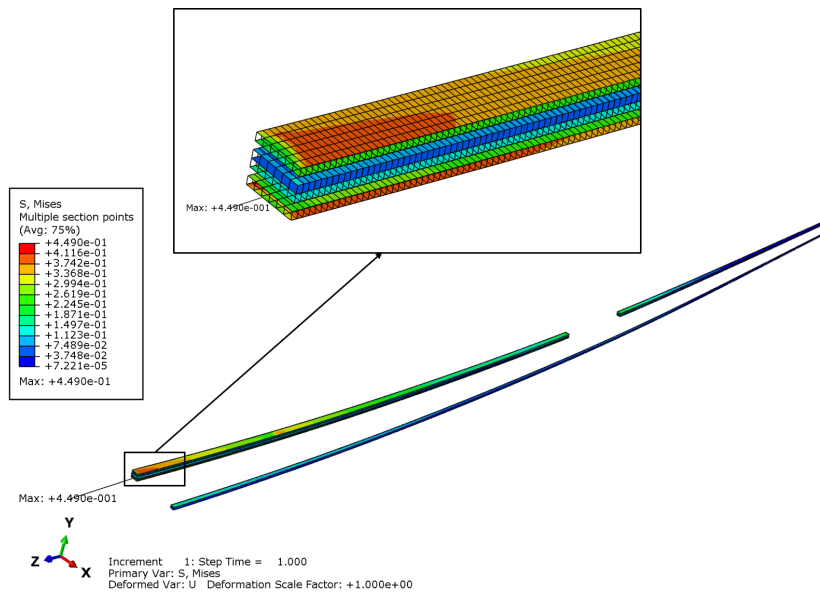 Max: +4.490e-001
S, Mises
Multiple section points
(Avg: 75%)
+4.490e-01
+4.116e-01
+3.742e-01
+3.368e-01
+2.994e-01
+2.619e-01
+2.245e-01
+1.871e-01
+1.497e-01
+1.123e-01
+7.489e-02
+3.748e-02
+7.221e-05
Max: +4.490e-01
Max: +4.490e-001
Y
Z
X
Increment 1: Step Time = 1.000
Primary Var: S, Mises
Deformed Var: U Deformation Scale Factor: +1.000e+00